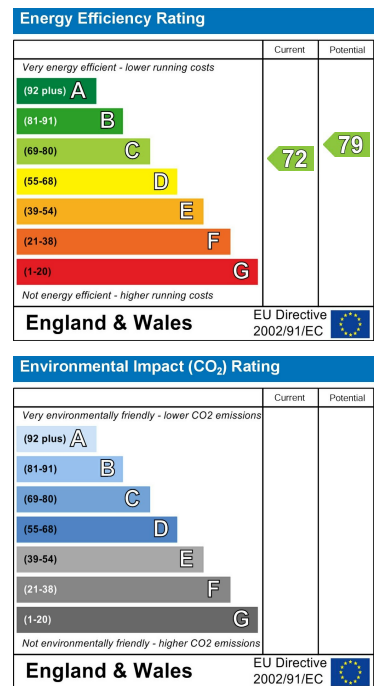 Energy Efficiency Rating
Current Potential
Very energy efficient - lower running costs
(92 plus) A
(81-91) B
(69-80) C
72 79
(55-68) D
(39-54) E
(21-38) F
(1-20) G
Not energy efficient - higher running costs
England & Wales
EU Directive
2002/91/EC
Environmental Impact (CO₂) Rating
Current Potential
Very environmentally friendly - lower CO2 emissions
(92 plus) A
(81-91) B
(69-80) C
(55-68) D
(39-54) E
(21-38) F
(1-20) G
Not environmentally friendly - higher CO2 emissions
England & Wales
EU Directive
2002/91/EC